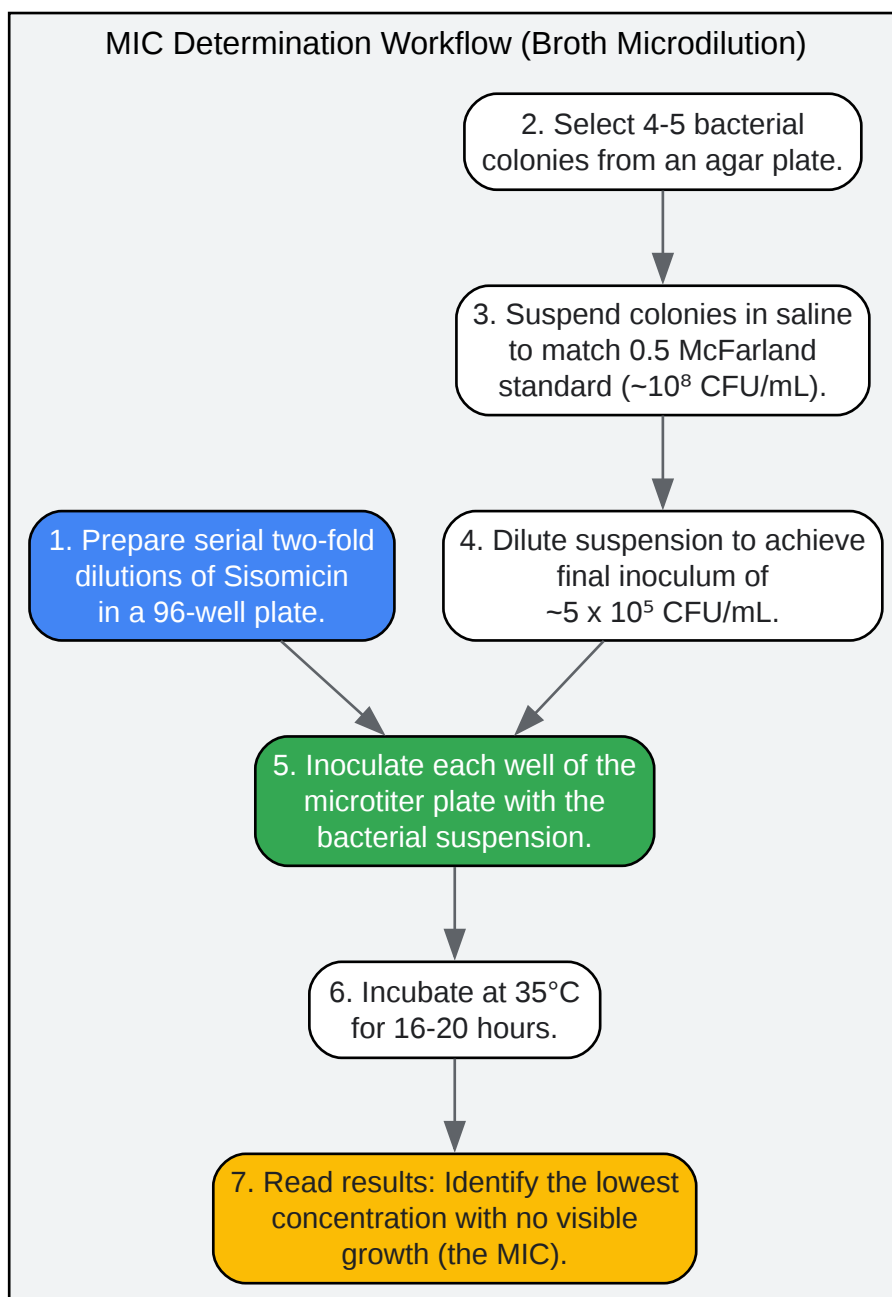 MIC Determination Workflow (Broth Microdilution)
2. Select 4-5 bacterial
colonies from an agar plate.
3. Suspend colonies in saline
to match 0.5 McFarland
standard (~10⁸ CFU/mL).
1. Prepare serial two-fold
dilutions of Sisomicin
in a 96-well plate.
4. Dilute suspension to achieve
final inoculum of
~5 x 10⁵ CFU/mL.
5. Inoculate each well of the
microtiter plate with the
bacterial suspension.
6. Incubate at 35°C
for 16-20 hours.
7. Read results: Identify the lowest
concentration with no visible
growth (the MIC).